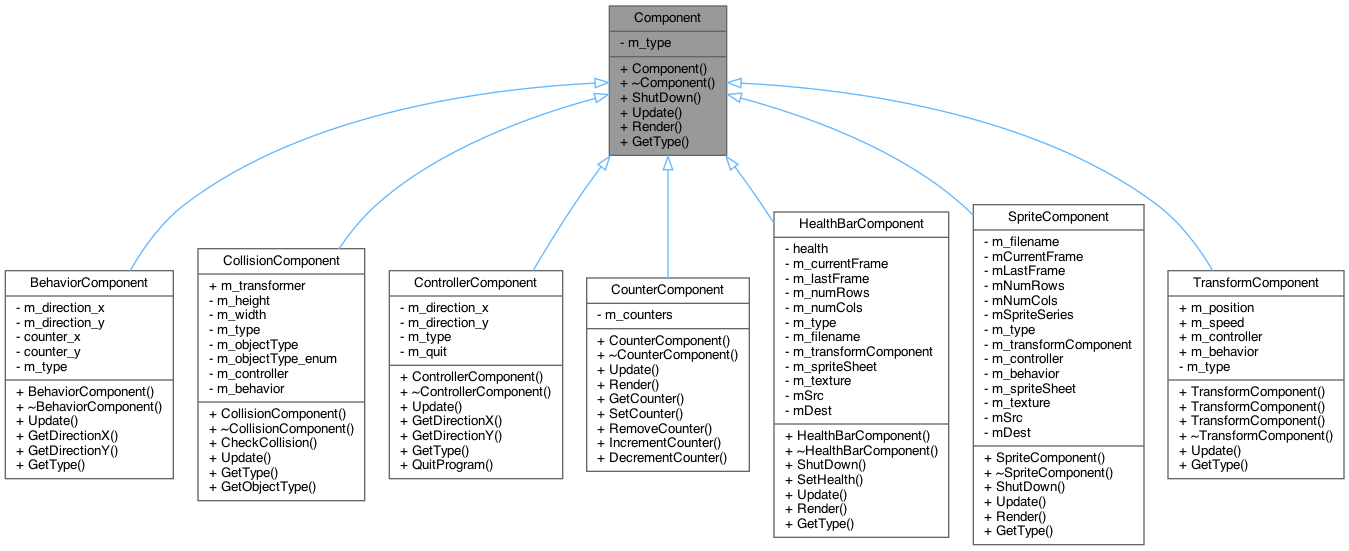 Component
- m_type
+ Component()
+ ~Component()
+ ShutDown()
+ Update()
+ Render()
+ GetType()
BehaviorComponent
- m_direction_x
- m_direction_y
- counter_x
- counter_y
- m_type
+ BehaviorComponent()
+ ~BehaviorComponent()
+ Update()
+ GetDirectionX()
+ GetDirectionY()
+ GetType()
CollisionComponent
+ m_transformer
- m_height
- m_width
- m_type
- m_objectType
- m_objectType_enum
- m_controller
- m_behavior
+ CollisionComponent()
+ ~CollisionComponent()
+ CheckCollision()
+ Update()
+ GetType()
+ GetObjectType()
ControllerComponent
- m_direction_x
- m_direction_y
- m_type
- m_quit
+ ControllerComponent()
+ ~ControllerComponent()
+ Update()
+ GetDirectionX()
+ GetDirectionY()
+ GetType()
+ QuitProgram()
CounterComponent
- m_counters
+ CounterComponent()
+ ~CounterComponent()
+ Update()
+ Render()
+ GetCounter()
+ SetCounter()
+ RemoveCounter()
+ IncrementCounter()
+ DecrementCounter()
HealthBarComponent
- health
- m_currentFrame
- m_lastFrame
- m_numRows
- m_numCols
- m_type
- m_filename
- m_transformComponent
- m_spriteSheet
- m_texture
- mSrc
- mDest
+ HealthBarComponent()
+ ~HealthBarComponent()
+ ShutDown()
+ SetHealth()
+ Update()
+ Render()
+ GetType()
SpriteComponent
- m_filename
- mCurrentFrame
- mLastFrame
- mNumRows
- mNumCols
- mSpriteSeries
- m_type
- m_transformComponent
- m_controller
- m_behavior
- m_spriteSheet
- m_texture
- mSrc
- mDest
+ SpriteComponent()
+ ~SpriteComponent()
+ ShutDown()
+ Update()
+ Render()
+ GetType()
TransformComponent
+ m_position
+ m_speed
+ m_controller
+ m_behavior
- m_type
+ TransformComponent()
+ TransformComponent()
+ TransformComponent()
+ ~TransformComponent()
+ Update()
+ GetType()